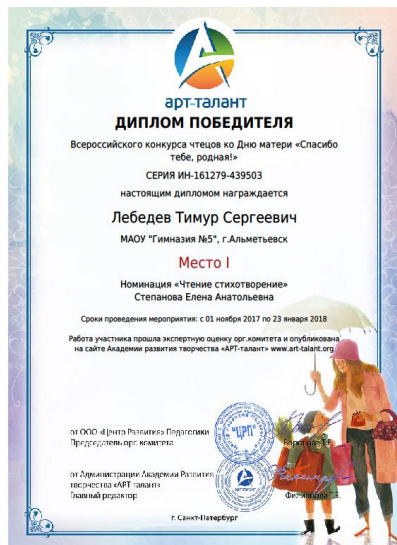 арт-талант
ДИПЛОМ ПОБЕДИТЕЛЯ
Всероссийского конкурса чтецов ко Дню матери «Спасибо
тебе, родная!»
СЕРИЯ ИН-161279-439503
настоящим дипломом награждается
Лебедев Тимур Сергеевич
МАОУ "Гимназия №5", г.Альметьевск
Место I
Номинация «Чтение стихотворение»
Степанова Елена Анатольевна
Сроки проведения мероприятия: с 01 ноября 2017 по 23 января 2018
Работа участника прошла экспертную оценку орг.комитета и опубликована
на сайте Академии развития творчества «АРТ-талант» www.art-talant.org
от ООО «Центр Развития» Педагогики
Председатель орг. комитета
"ЦРП"
от Администрации Академии Развития
творчества «АРТ-талант»
Главный редактор
г. Санкт-Петербург